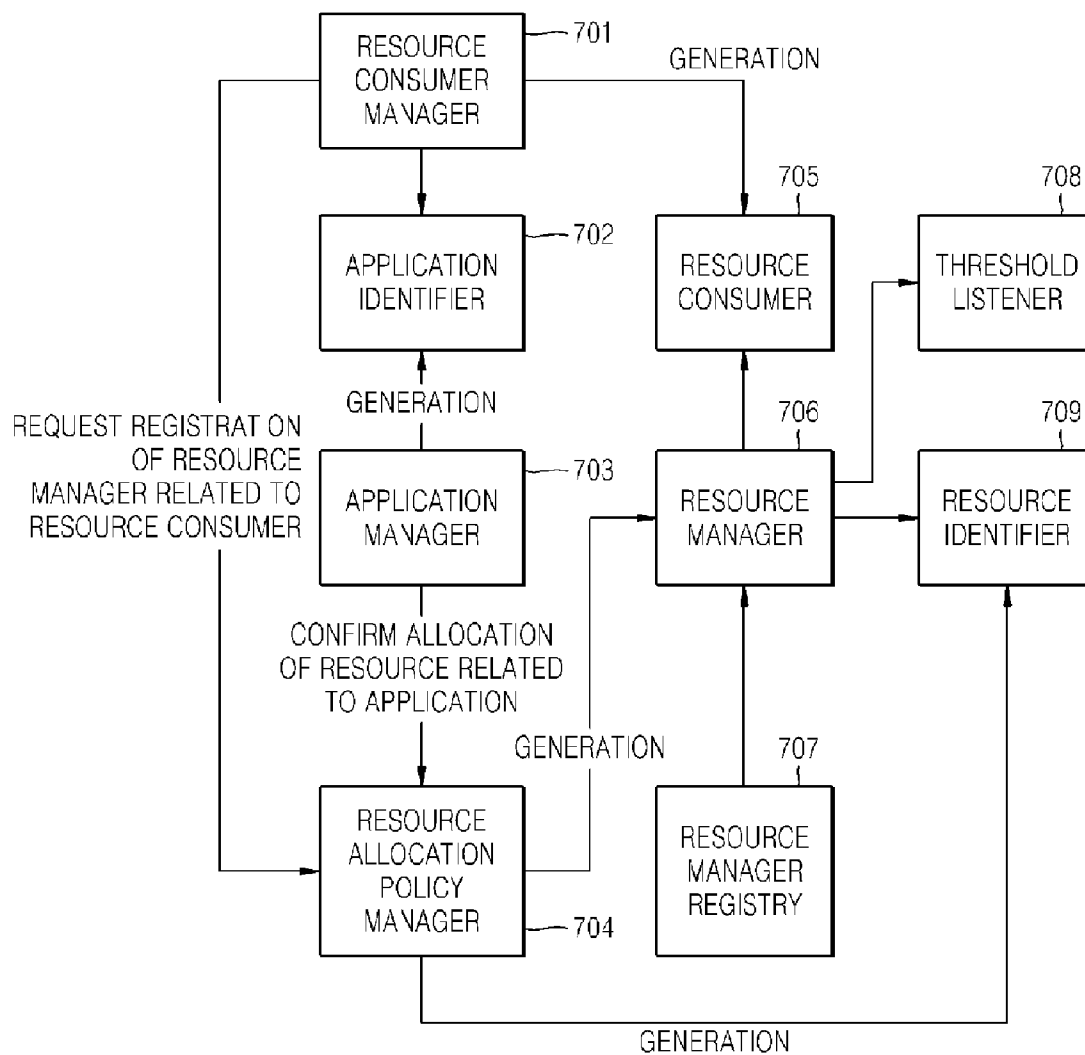 RESOURCE
CONSUMER
MANAGER
701
GENERATION
705
708
APPLICATION
IDENTIFIER
702
RESOURCE
CONSUMER
THRESHOLD
LISTENER
GENERATION
706
709
REQUEST REGISTRATION
OF RESOURCE
MANAGER RELATED TO
RESOURCE CONSUMER
APPLICATION
MANAGER
703
RESOURCE
MANAGER
RESOURCE
IDENTIFIER
CONFIRM ALLOCATION
OF RESOURCE RELATED
TO APPLICATION
GENERATION
707
RESOURCE
ALLOCATION
POLICY
MANAGER
704
RESOURCE
MANAGER
REGISTRY
GENERATION